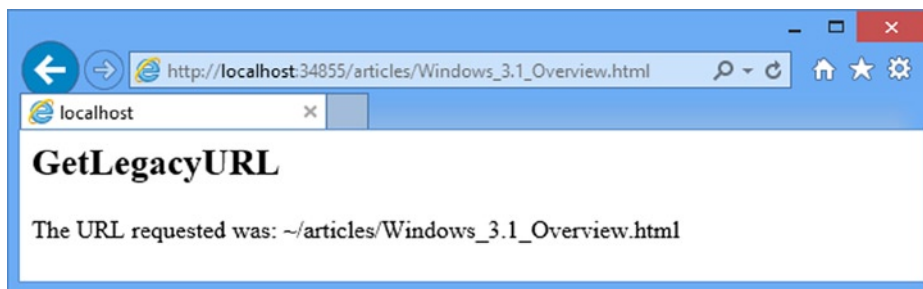 http://localhost:34855/articles/Windows_3.1_Overview.html
localhost
GetLegacyURL
The URL requested was: ~/articles/Windows_3.1_Overview.html